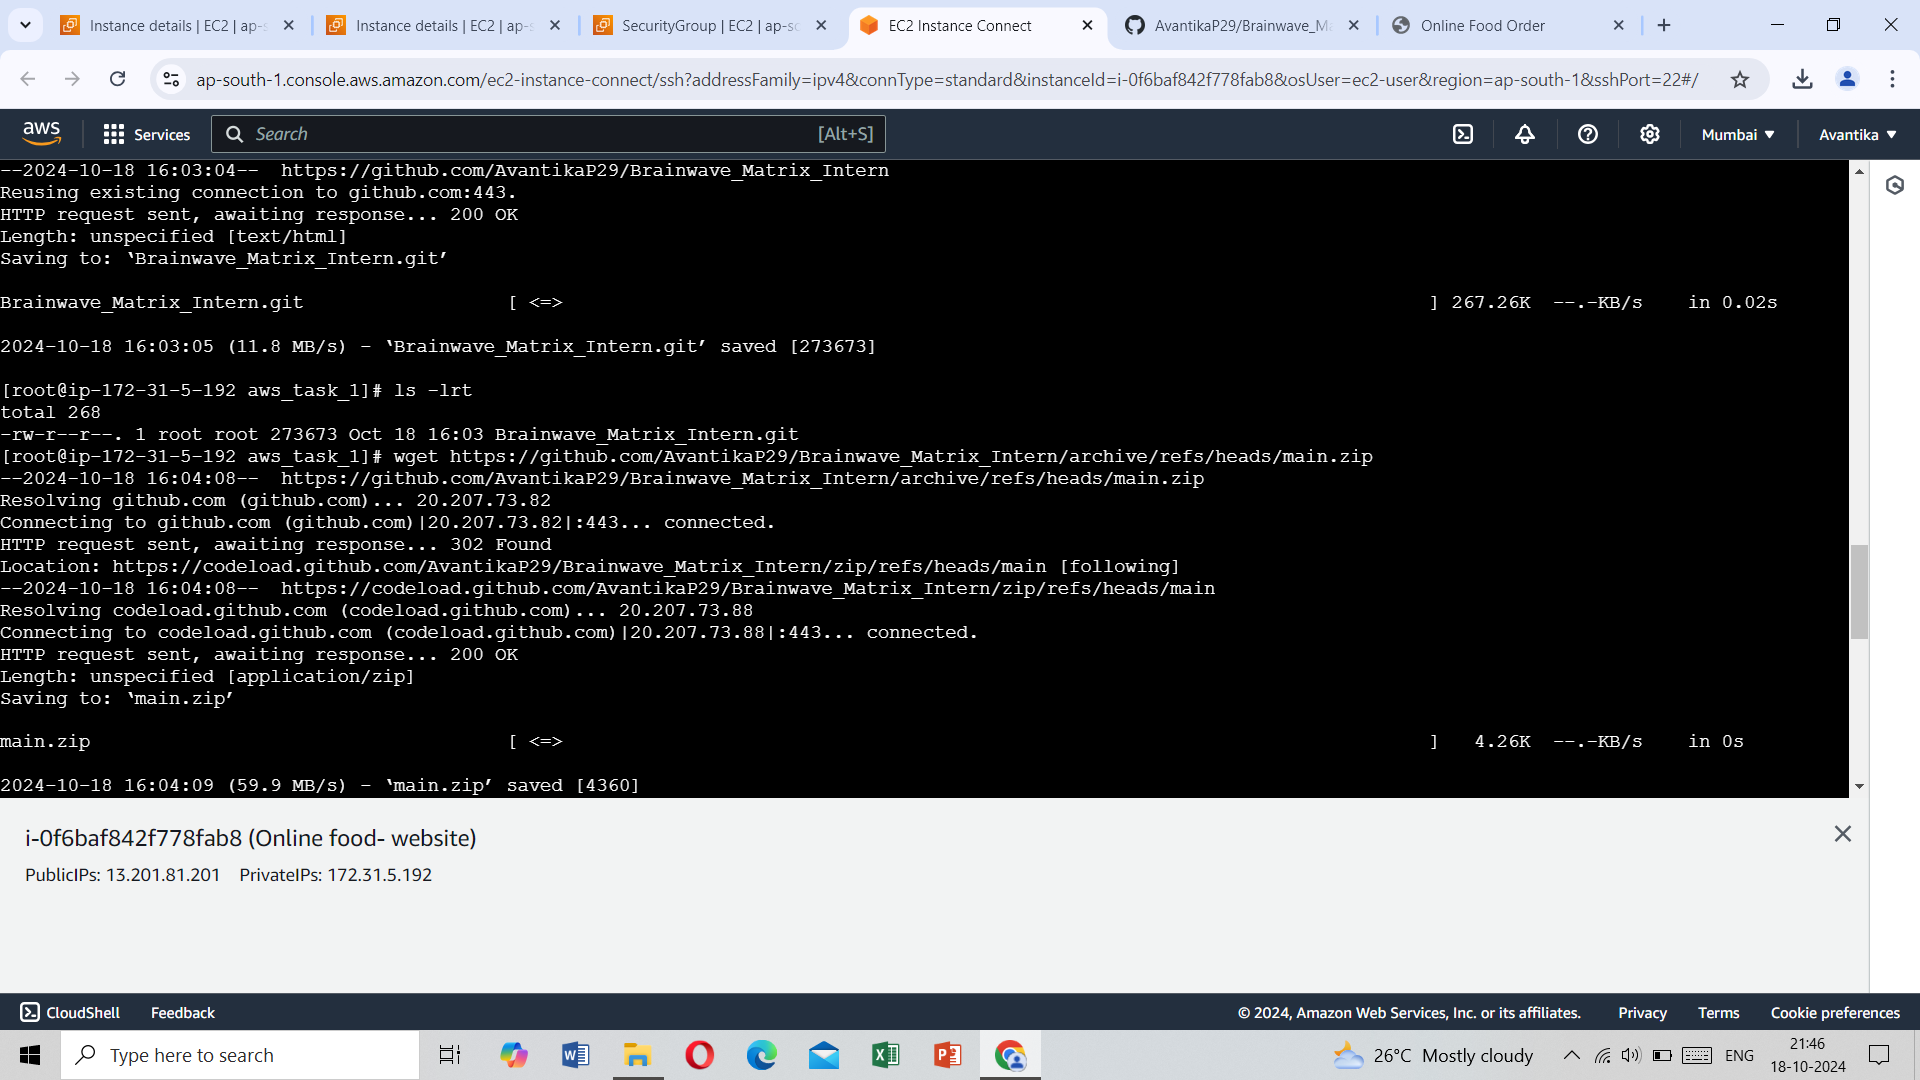 Instance details | EC2 | ap-s
Instance details | EC2 | ap-s
SecurityGroup | EC2 | ap-so
EC2 Instance Connect
AvantikaP29/Brainwave_Ma
Online Food Order
ap-south-1.console.aws.amazon.com/ec2-instance-connect/ssh?addressFamily=ipv4&connType=standard&instanceId=i-0f6baf842f778fab8&osUser=ec2-user&region=ap-south-1&sshPort=22#/
aws
Services
Search
[Alt+S]
Mumbai
Avantika
--2024-10-18 16:03:04--  https://github.com/AvantikaP29/Brainwave_Matrix_Intern
Reusing existing connection to github.com:443.
HTTP request sent, awaiting response... 200 OK
Length: unspecified [text/html]
Saving to: ‘Brainwave_Matrix_Intern.git’
Brainwave_Matrix_Intern.git [ <=> ] 267.26K --.-KB/s in 0.02s
2024-10-18 16:03:05 (11.8 MB/s) - ‘Brainwave_Matrix_Intern.git’ saved [273673]
[root@ip-172-31-5-192 aws_task_1]# ls -lrt
total 268
-rw-r--r--. 1 root root 273673 Oct 18 16:03 Brainwave_Matrix_Intern.git
[root@ip-172-31-5-192 aws_task_1]# wget https://github.com/AvantikaP29/Brainwave_Matrix_Intern/archive/refs/heads/main.zip
--2024-10-18 16:04:08--  https://github.com/AvantikaP29/Brainwave_Matrix_Intern/archive/refs/heads/main.zip
Resolving github.com (github.com)... 20.207.73.82
Connecting to github.com (github.com)|20.207.73.82|:443... connected.
HTTP request sent, awaiting response... 302 Found
Location: https://codeload.github.com/AvantikaP29/Brainwave_Matrix_Intern/zip/refs/heads/main [following]
--2024-10-18 16:04:08--  https://codeload.github.com/AvantikaP29/Brainwave_Matrix_Intern/zip/refs/heads/main
Resolving codeload.github.com (codeload.github.com)... 20.207.73.88
Connecting to codeload.github.com (codeload.github.com)|20.207.73.88|:443... connected.
HTTP request sent, awaiting response... 200 OK
Length: unspecified [application/zip]
Saving to: ‘main.zip’
main.zip [ <=> ] 4.26K --.-KB/s in 0s
2024-10-18 16:04:09 (59.9 MB/s) - ‘main.zip’ saved [4360]
i-0f6baf842f778fab8 (Online food- website)
PublicIPs: 13.201.81.201 PrivateIPs: 172.31.5.192
CloudShell
Feedback
© 2024, Amazon Web Services, Inc. or its affiliates.
Privacy
Terms
Cookie preferences
Type here to search
26°C Mostly cloudy
ENG
21:46
18-10-2024